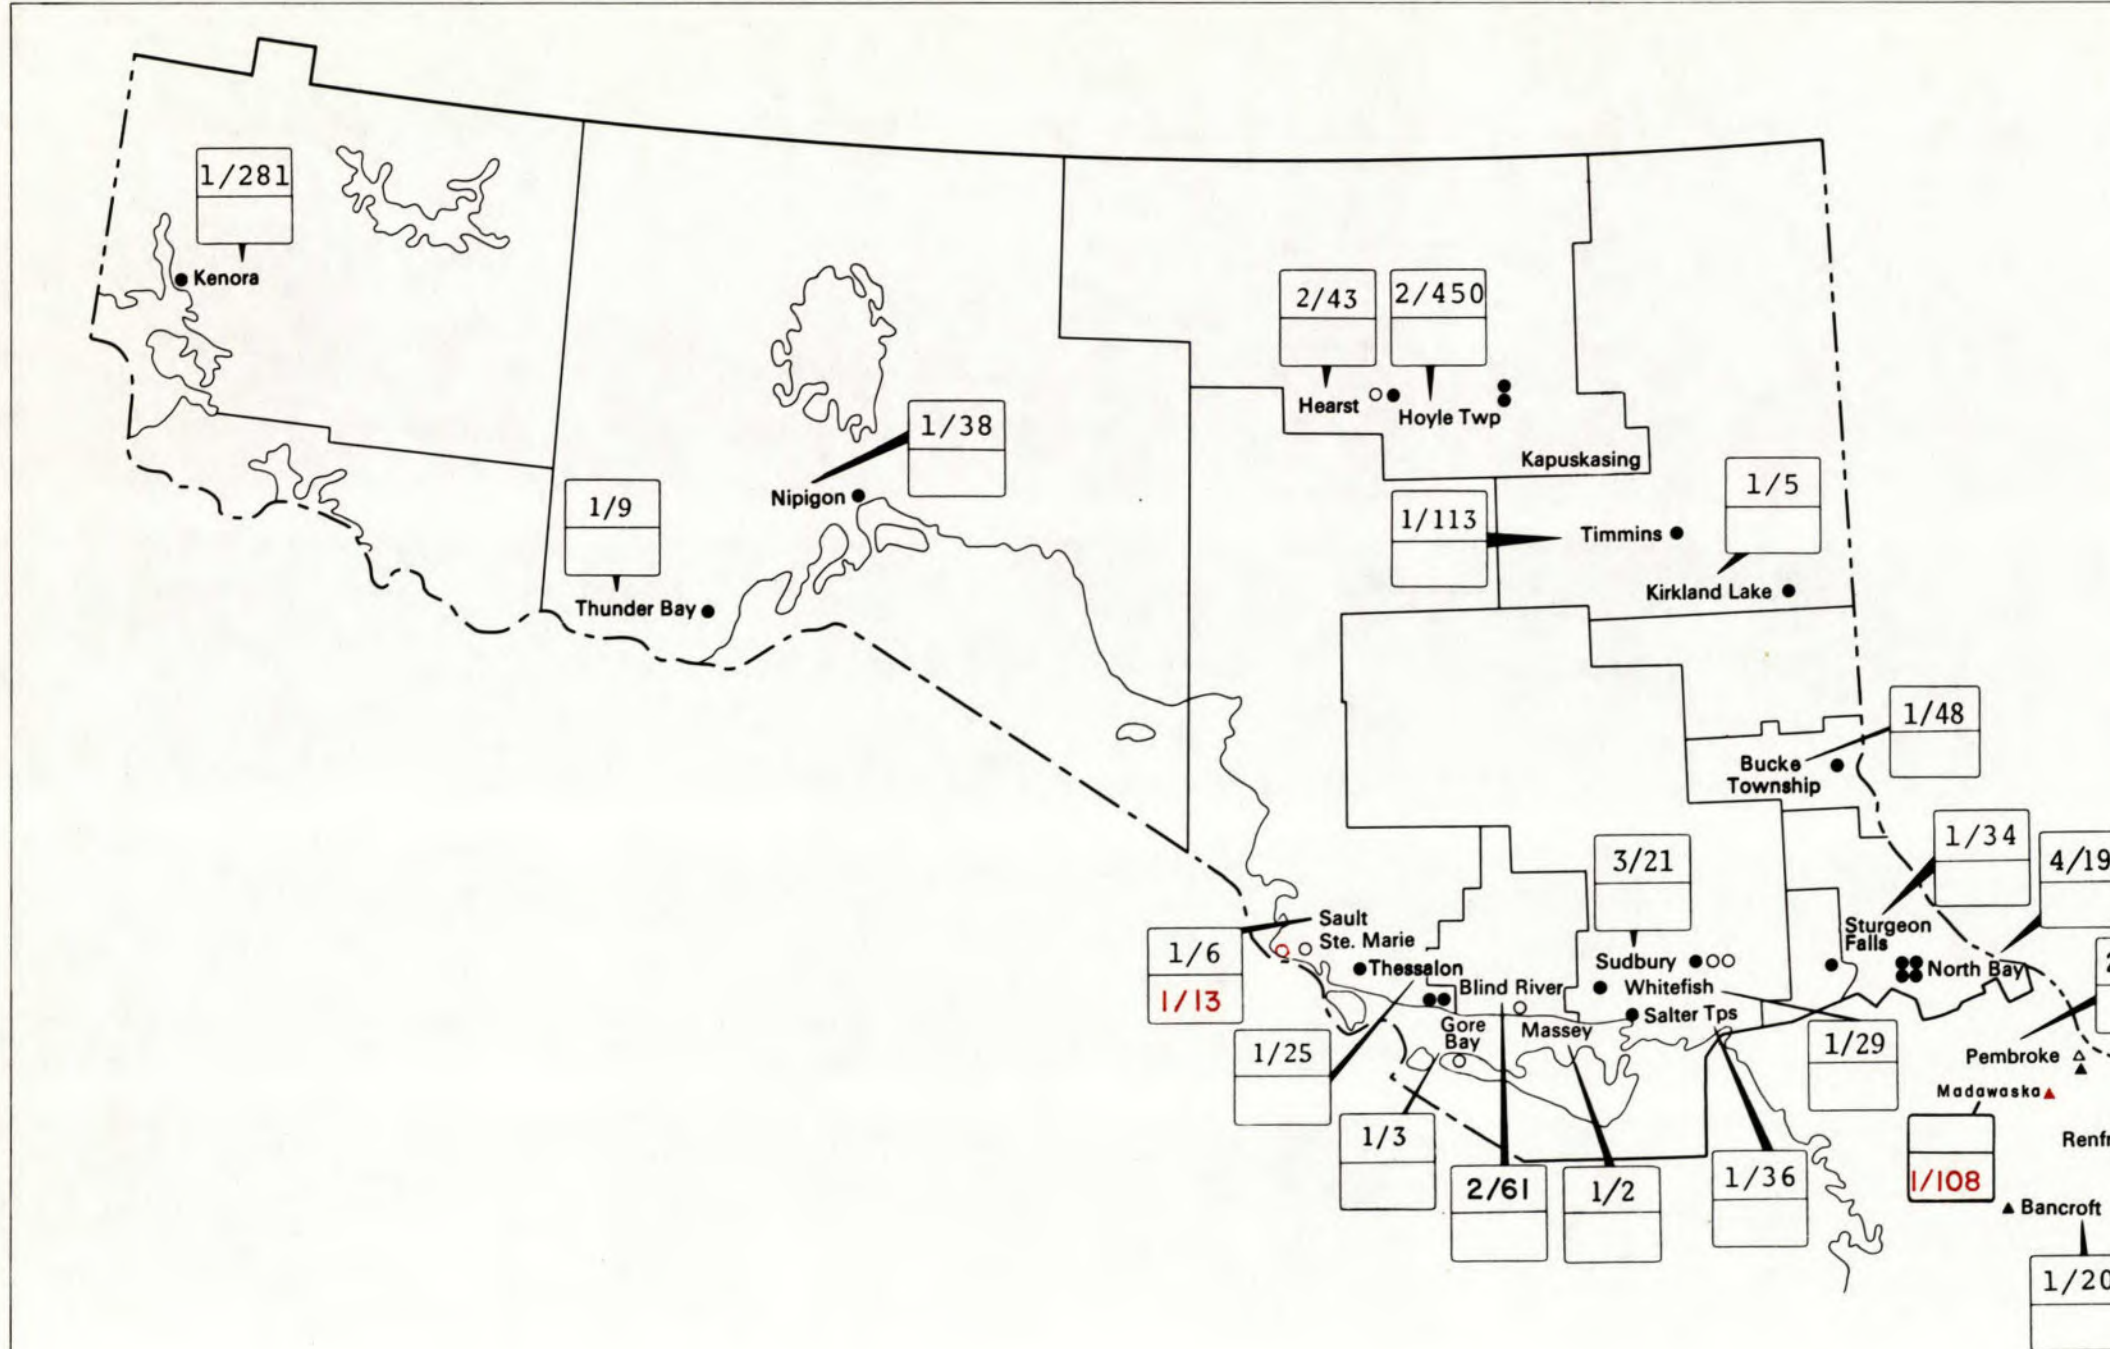 1/281
Kenora
2/43
2/450
Hearst
Hoyle Twp
1/38
Kapuskasing
1/9
Nipigon
1/5
1/113
Timmins
Thunder Bay
Kirkland Lake
1/48
Bucke
Township
3/21
1/34
4/19
Sault
Ste. Marie
1/6
1/13
Sturgeon
Falls
Sudbury
Thessalon
North Bay
Blind River
Whitefish
Gore
Bay
Massey
Salter Tps
1/25
1/29
2
Pembroke
Madawaska
1/3
Renfr
2/61
1/2
1/36
1/108
Bancroft
1/20